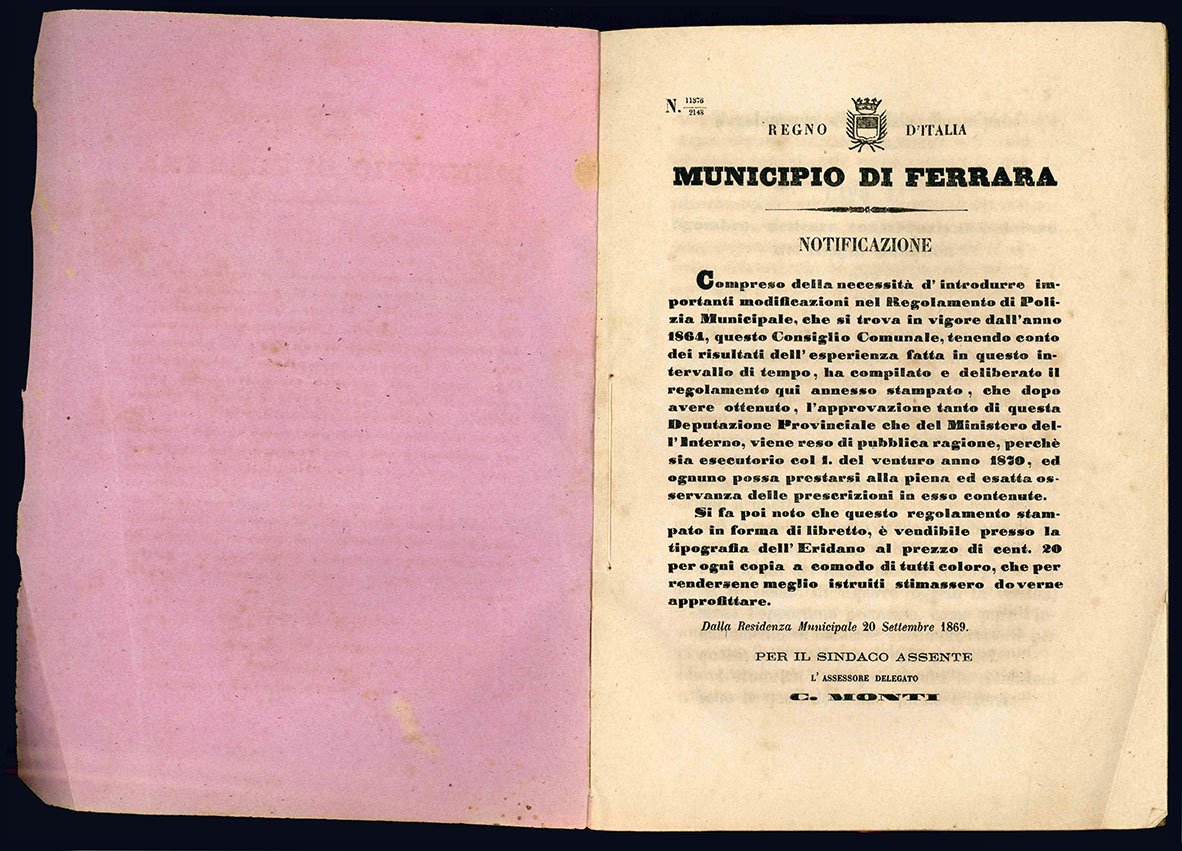 N. 11376/2148
REGNO D'ITALIA
MUNICIPIO DI FERRARA
NOTIFICAZIONE
Compreso della necessità d' introdurre im-
portanti modificazioni nel Regolamento di Poli-
zia Municipale, che si trova in vigore dall'anno
1864, questo Consiglio Comunale, tenendo conto
dei risultati dell' esperienza fatta in questo in-
tervallo di tempo, ha compilato e deliberato il
regolamento qui annesso stampato, che dopo
avere ottenuto, l'approvazione tanto di questa
Deputazione Provinciale che del Ministero del-
l'Interno, viene reso di pubblica ragione, perchè
sia esecutorio col 1. del venturo anno 1870, ed
ognuno possa prestarsi alla piena ed esatta os-
servanza delle prescrizioni in esso contenute.
Si fa poi noto che questo regolamento stam-
pato in forma di libretto, è vendibile presso la
tipografia dell' Eridano al prezzo di cent. 20
per ogni copia a comodo di tutti coloro, che per
rendersene meglio istruiti stimassero doverne
approfittare.
Dalla Residenza Municipale 20 Settembre 1869.
PER IL SINDACO ASSENTE
L' ASSESSORE DELEGATO
C. MONTI